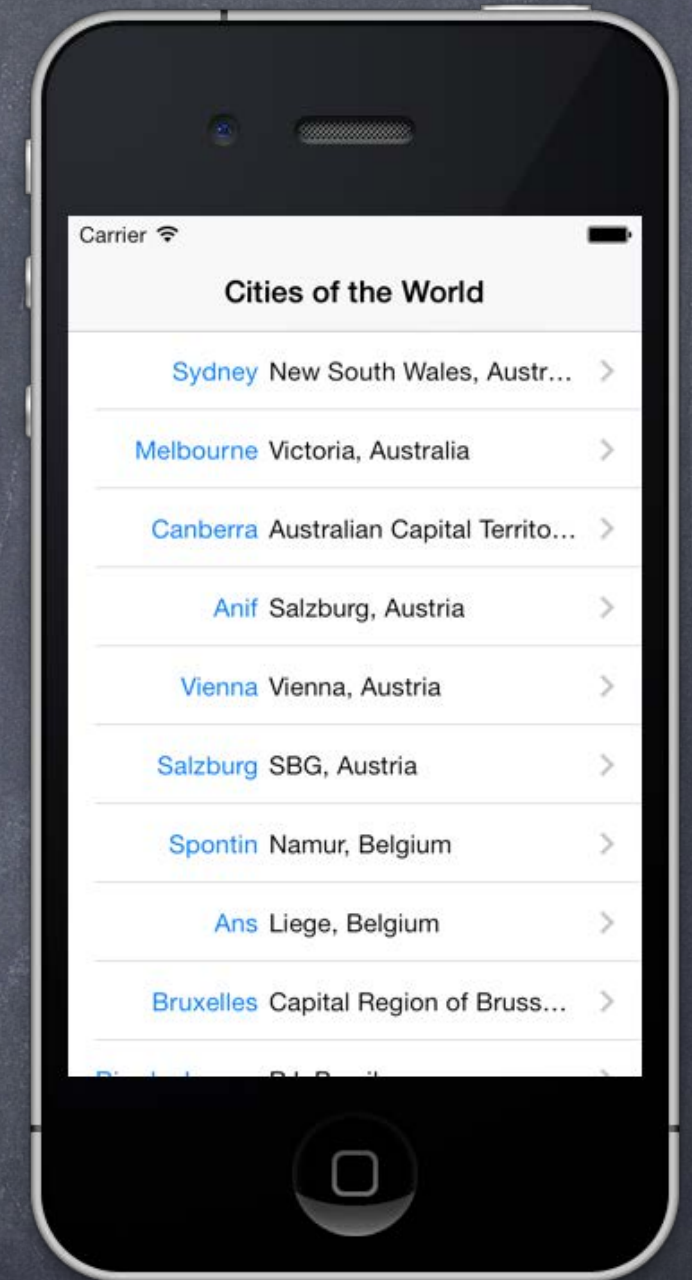 Carrier
Cities of the World
Sydney New South Wales, Austr...
Melbourne Victoria, Australia
Canberra Australian Capital Territo...
Anif Salzburg, Austria
Vienna Vienna, Austria
Salzburg SBG, Austria
Spontin Namur, Belgium
Ans Liege, Belgium
Bruxelles Capital Region of Bruss...